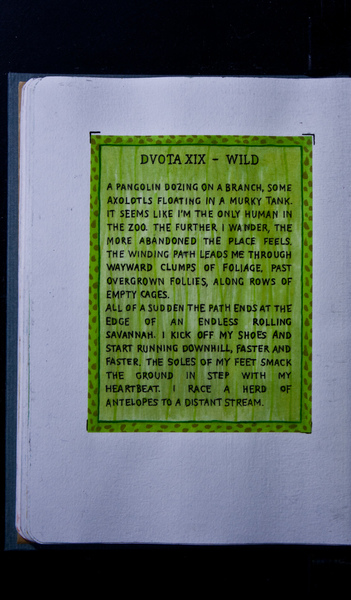 DVOTA XIX – WILD
A PANGOLIN DOZING ON A BRANCH, SOME
AXOLOTLS FLOATING IN A MURKY TANK.
IT SEEMS LIKE I'M THE ONLY HUMAN IN
THE ZOO. THE FURTHER I WANDER, THE
MORE ABANDONED THE PLACE FEELS.
THE WINDING PATH LEADS ME THROUGH
WAYWARD CLUMPS OF FOLIAGE, PAST
OVERGROWN FOLLIES, ALONG ROWS OF
EMPTY CAGES.
ALL OF A SUDDEN THE PATH ENDS AT THE
EDGE OF AN ENDLESS ROLLING
SAVANNAH. I KICK OFF MY SHOES AND
START RUNNING DOWNHILL, FASTER AND
FASTER. THE SOLES OF MY FEET SMACK
THE GROUND IN STEP WITH MY
HEARTBEAT. I RACE A HERD OF
ANTELOPES TO A DISTANT STREAM.